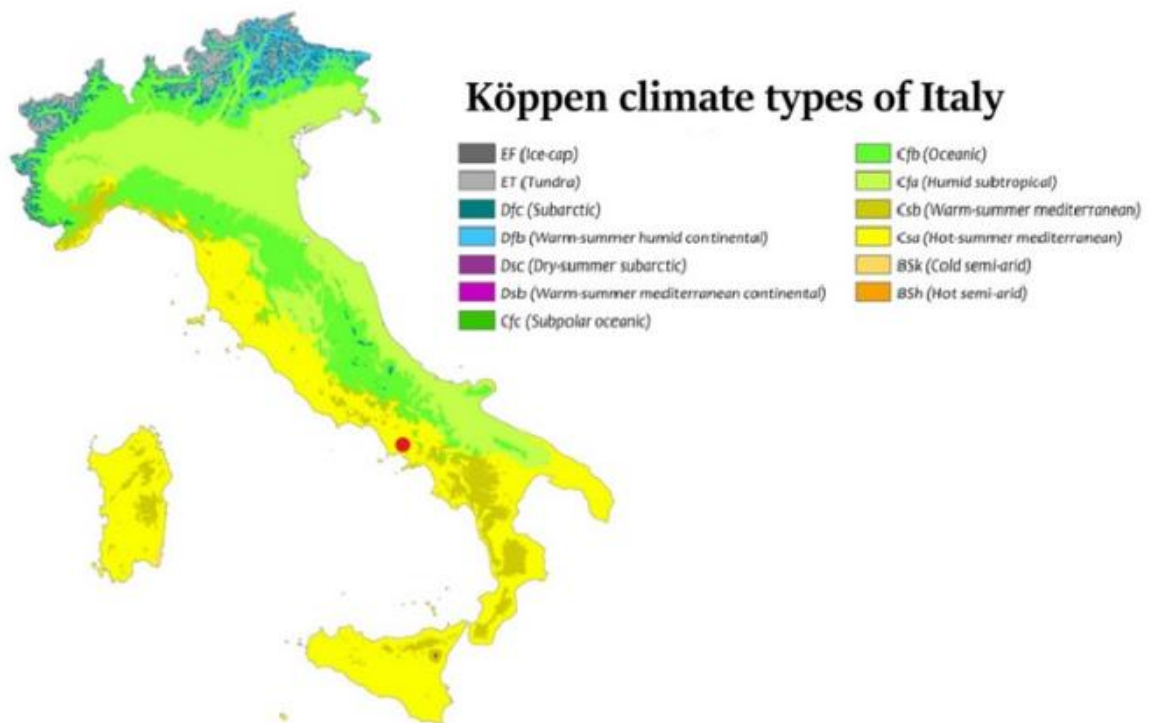 Köppen climate types of Italy
EF (Ice-cap)
ET (Tundra)
Dfc (Subarctic)
Dfb (Warm-summer humid continental)
Dsc (Dry-summer subarctic)
Dsb (Warm-summer mediterranean continental)
Cfc (Subpolar oceanic)
Cfb (Oceanic)
Cfa (Humid subtropical)
Csb (Warm-summer mediterranean)
Csa (Hot-summer mediterranean)
BSk (Cold semi-arid)
BSh (Hot semi-arid)